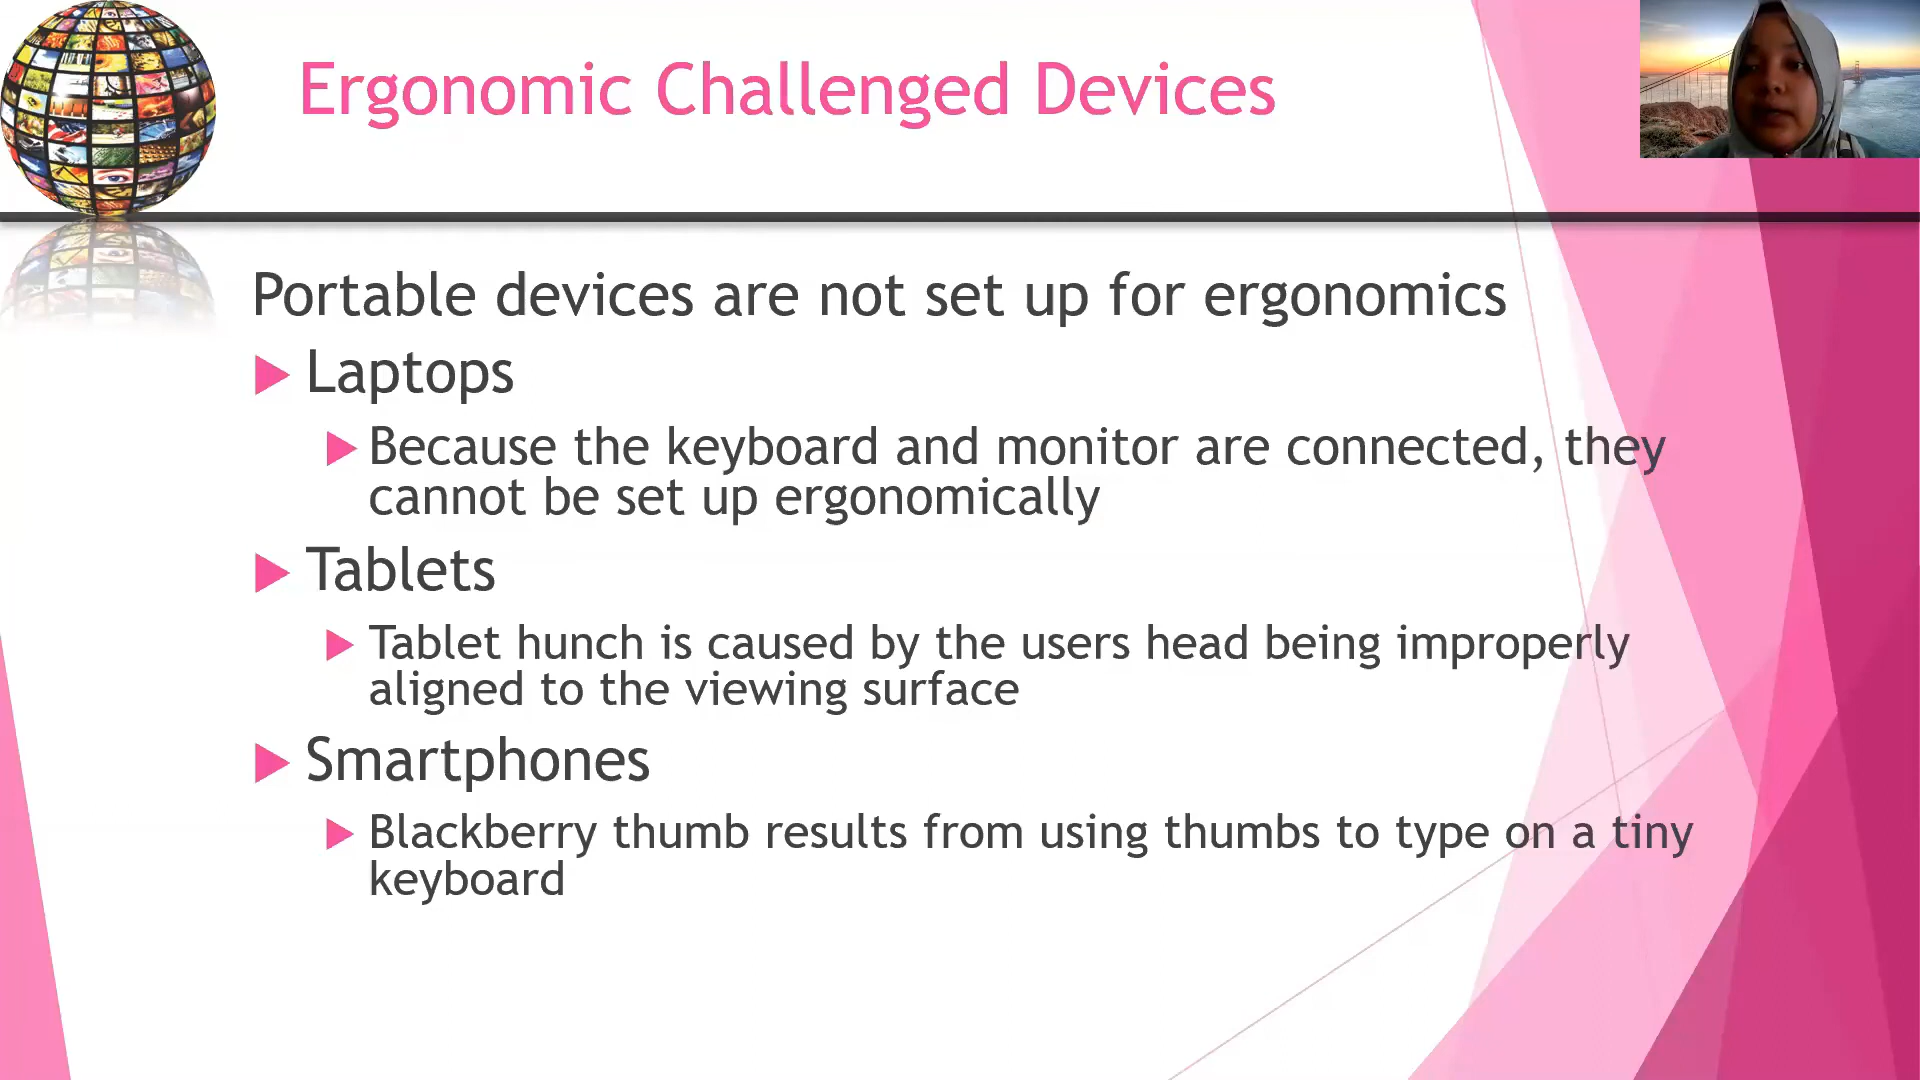 Ergonomic Challenged Devices
Portable devices are not set up for ergonomics
Laptops
Because the keyboard and monitor are connected, they
cannot be set up ergonomically
Tablets
Tablet hunch is caused by the users head being improperly
aligned to the viewing surface
Smartphones
Blackberry thumb results from using thumbs to type on a tiny
keyboard